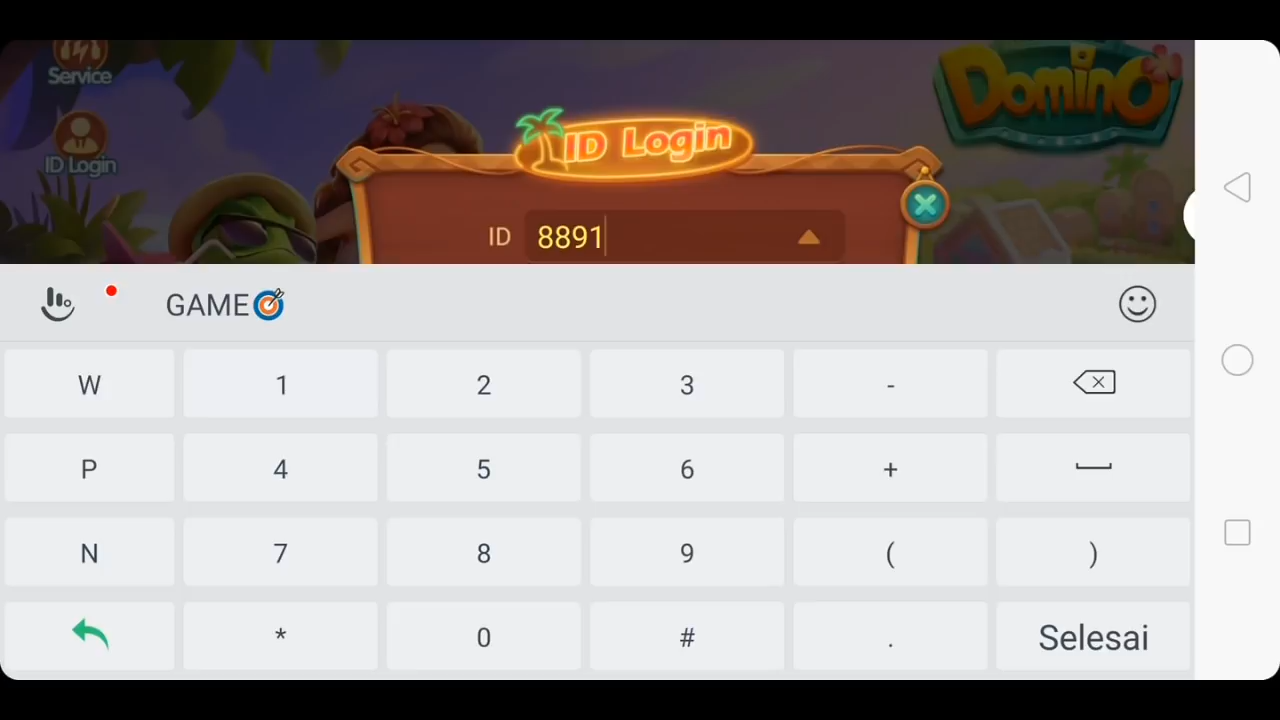 Service
DOMINO
ID Login
ID Login
ID 8891
GAME🎯
W 1 2 3 -
P 4 5 6 +
N 7 8 9 ( )
* 0 # . Selesai